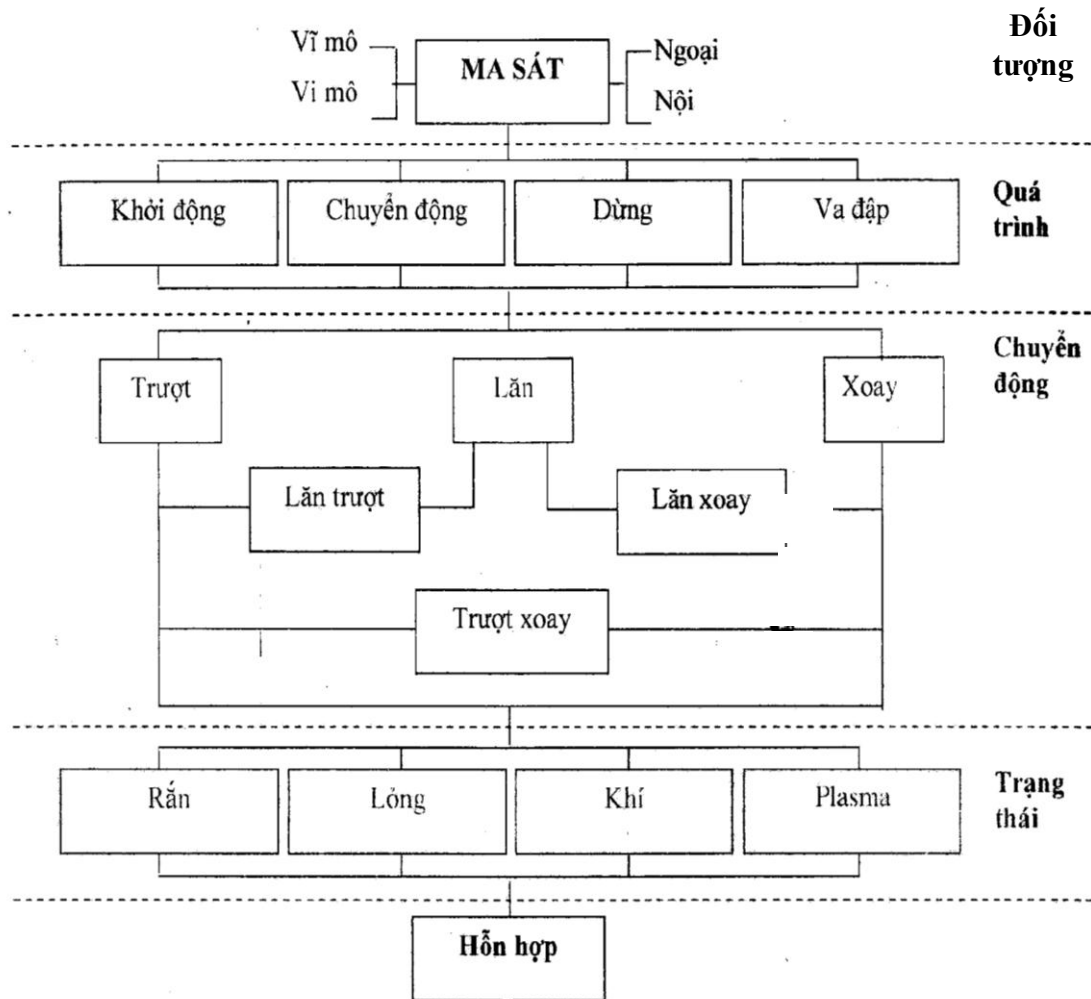 Đối
tượng
Vĩ mô
Vi mô
MA SÁT
Ngoại
Nội
Khởi động
Chuyển động
Dừng
Va đập
Quá
trình
Chuyển
động
Trượt
Lăn
Xoay
Lăn trượt
Lăn xoay
Trượt xoay
Rắn
Lỏng
Khí
Plasma
Trạng
thái
Hỗn hợp